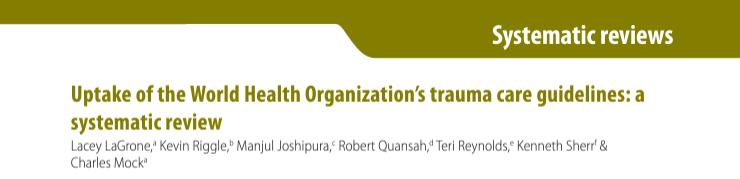 Systematic reviews
Uptake of the World Health Organization’s trauma care guidelines: a
systematic review
Lacey LaGrone,ᵃ Kevin Riggle,ᵇ Manjul Joshipura,ᶜ Robert Quansah,ᵈ Teri Reynolds,ᵉ Kenneth Sherrᶠ &
Charles Mockᵃ